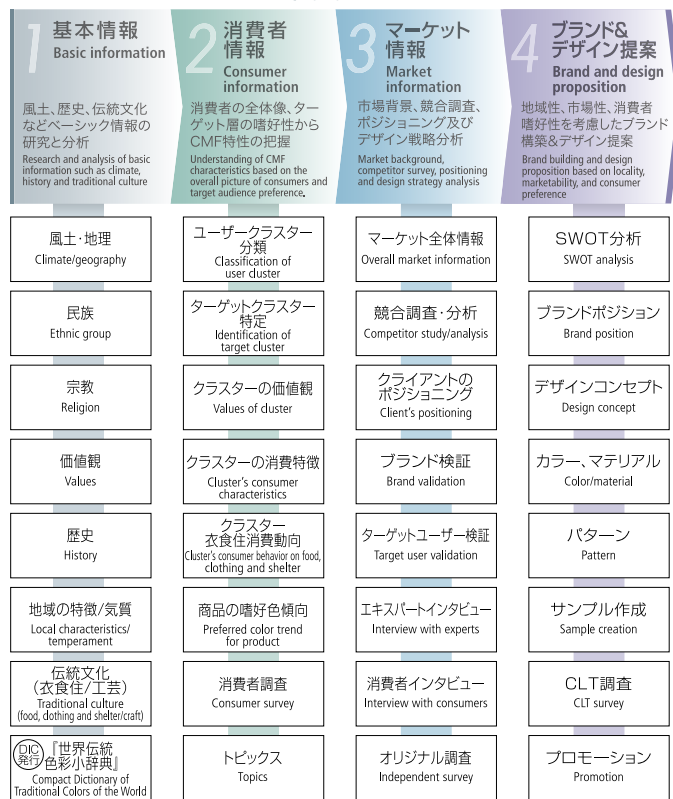 1
基本情報
Basic information
風土、歴史、伝統文化
などベーシック情報の
研究と分析
Research and analysis of basic
information such as climate,
history and traditional culture
風土・地理
Climate/geography
民族
Ethnic group
宗教
Religion
価値観
Values
歴史
History
地域の特徴/気質
Local characteristics/
temperament
伝統文化
(衣食住/工芸)
Traditional culture
(food, clothing and shelter/craft)
DIC
発行
『世界伝統
色彩小辞典』
Compact Dictionary of
Traditional Colors of the World
2
消費者
情報
Consumer
information
消費者の全体像、ター
ゲット層の嗜好性から
CMF特性の把握
Understanding of CMF
characteristics based on the
overall picture of consumers and
target audience preference.
ユーザークラスター
分類
Classification of
user cluster
ターゲットクラスター
特定
Identification of
target cluster
クラスターの価値観
Values of cluster
クラスターの消費特徴
Cluster's consumer
characteristics
クラスター
衣食住消費動向
Cluster's consumer behavior on food,
clothing and shelter
商品の嗜好色傾向
Preferred color trend
for product
消費者調査
Consumer survey
トピックス
Topics
3
マーケット
情報
Market
information
市場背景、競合調査、
ポジショニング及び
デザイン戦略分析
Market background,
competitor survey, positioning
and design strategy analysis
マーケット全体情報
Overall market information
競合調査・分析
Competitor study/analysis
クライアントの
ポジショニング
Client's positioning
ブランド検証
Brand validation
ターゲットユーザー検証
Target user validation
エキスパートインタビュー
Interview with experts
消費者インタビュー
Interview with consumers
オリジナル調査
Independent survey
4
ブランド&
デザイン提案
Brand and design
proposition
地域性、市場性、消費者
嗜好性を考慮したブランド
構築&デザイン提案
Brand building and design
proposition based on locality,
marketability, and consumer
preference
SWOT分析
SWOT analysis
ブランドポジション
Brand position
デザインコンセプト
Design concept
カラー、マテリアル
Color/material
パターン
Pattern
サンプル作成
Sample creation
CLT調査
CLT survey
プロモーション
Promotion